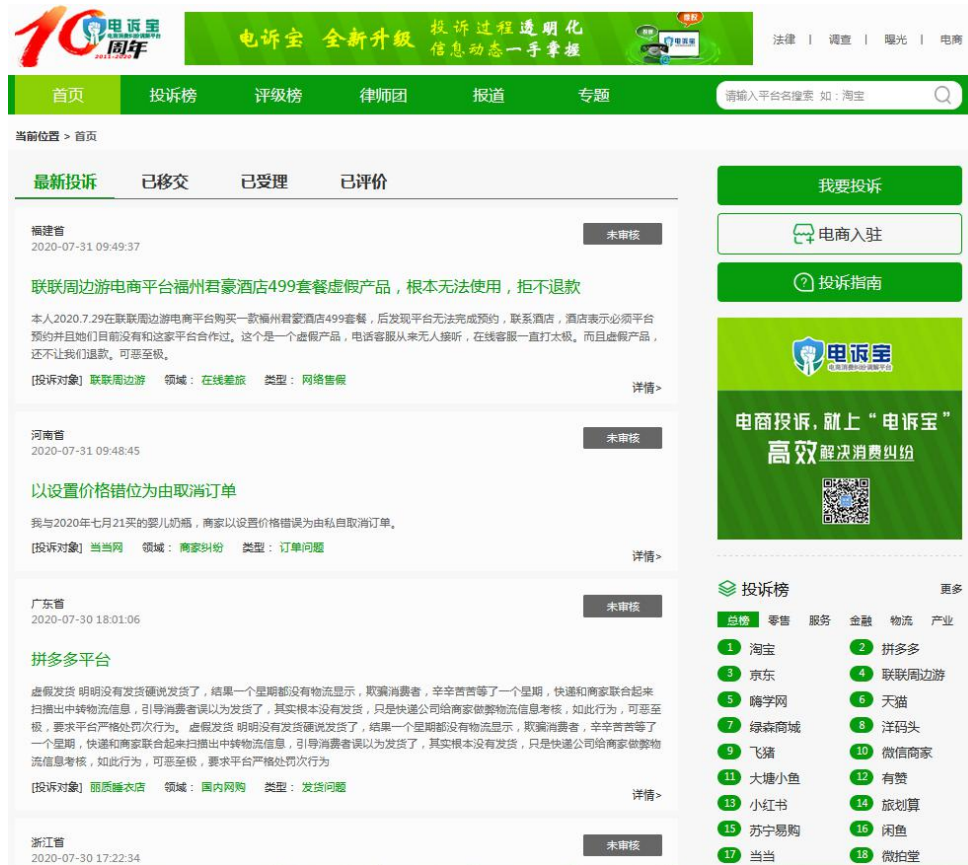 10周年
电诉宝
电商消费纠纷调解平台
2011-2020
电诉宝 全新升级
投诉过程透明化
信息动态一手掌握
法律 | 调查 | 曝光 | 电商
首页 投诉榜 评级榜 律师团 报道 专题
请输入平台名搜索 如：淘宝
当前位置 > 首页
最新投诉 已移交 已受理 已评价
福建省
2020-07-31 09:49:37
未审核
联联周边游电商平台福州君豪酒店499套餐虚假产品，根本无法使用，拒不退款
本人2020.7.29在联联周边游电商平台购买一款福州君豪酒店499套餐，后发现平台无法完成预约，联系酒店，酒店表示必须平台
预约并且她们目前没有和这家平台合作过。这个是一个虚假产品，电话客服从来无人接听，在线客服一直打太极。而且虚假产品，
还不让我们退款。可恶至极。
[投诉对象] 联联周边游 领域： 在线差旅 类型： 网络售假
详情>
河南省
2020-07-31 09:48:45
未审核
以设置价格错位为由取消订单
我与2020年七月21买的婴儿奶瓶，商家以设置价格错误为由私自取消订单。
[投诉对象] 当当网 领域： 商家纠纷 类型： 订单问题
详情>
广东省
2020-07-30 18:01:06
未审核
拼多多平台
虚假发货 明明没有发货硬说发货了，结果一个星期都没有物流显示，欺骗消费者，辛辛苦苦等了一个星期，快递和商家联合起来
扫描出中转物流信息，引导消费者误以为发货了，其实根本没有发货，只是快递公司给商家做弊物流信息考核，如此行为，可恶至
极，要求平台严格处罚次行为。 虚假发货 明明没有发货硬说发货了，结果一个星期都没有物流显示，欺骗消费者，辛辛苦苦等了
一个星期，快递和商家联合起来扫描出中转物流信息，引导消费者误以为发货了，其实根本没有发货，只是快递公司给商家做弊物
流信息考核，如此行为，可恶至极，要求平台严格处罚次行为
[投诉对象] 丽质睡衣店 领域： 国内网购 类型： 发货问题
详情>
浙江省
2020-07-30 17:22:34
未审核
我要投诉
电商入驻
投诉指南
电诉宝
电商消费纠纷调解平台
电商投诉，就上“电诉宝”
高效解决消费纠纷
投诉榜 更多
总榜 零售 服务 金融 物流 产业
1 淘宝 2 拼多多
3 京东 4 联联周边游
5 嗨学网 6 天猫
7 绿森商城 8 洋码头
9 飞猪 10 微信商家
11 大塘小鱼 12 有赞
13 小红书 14 旅划算
15 苏宁易购 16 闲鱼
17 当当 18 微拍堂